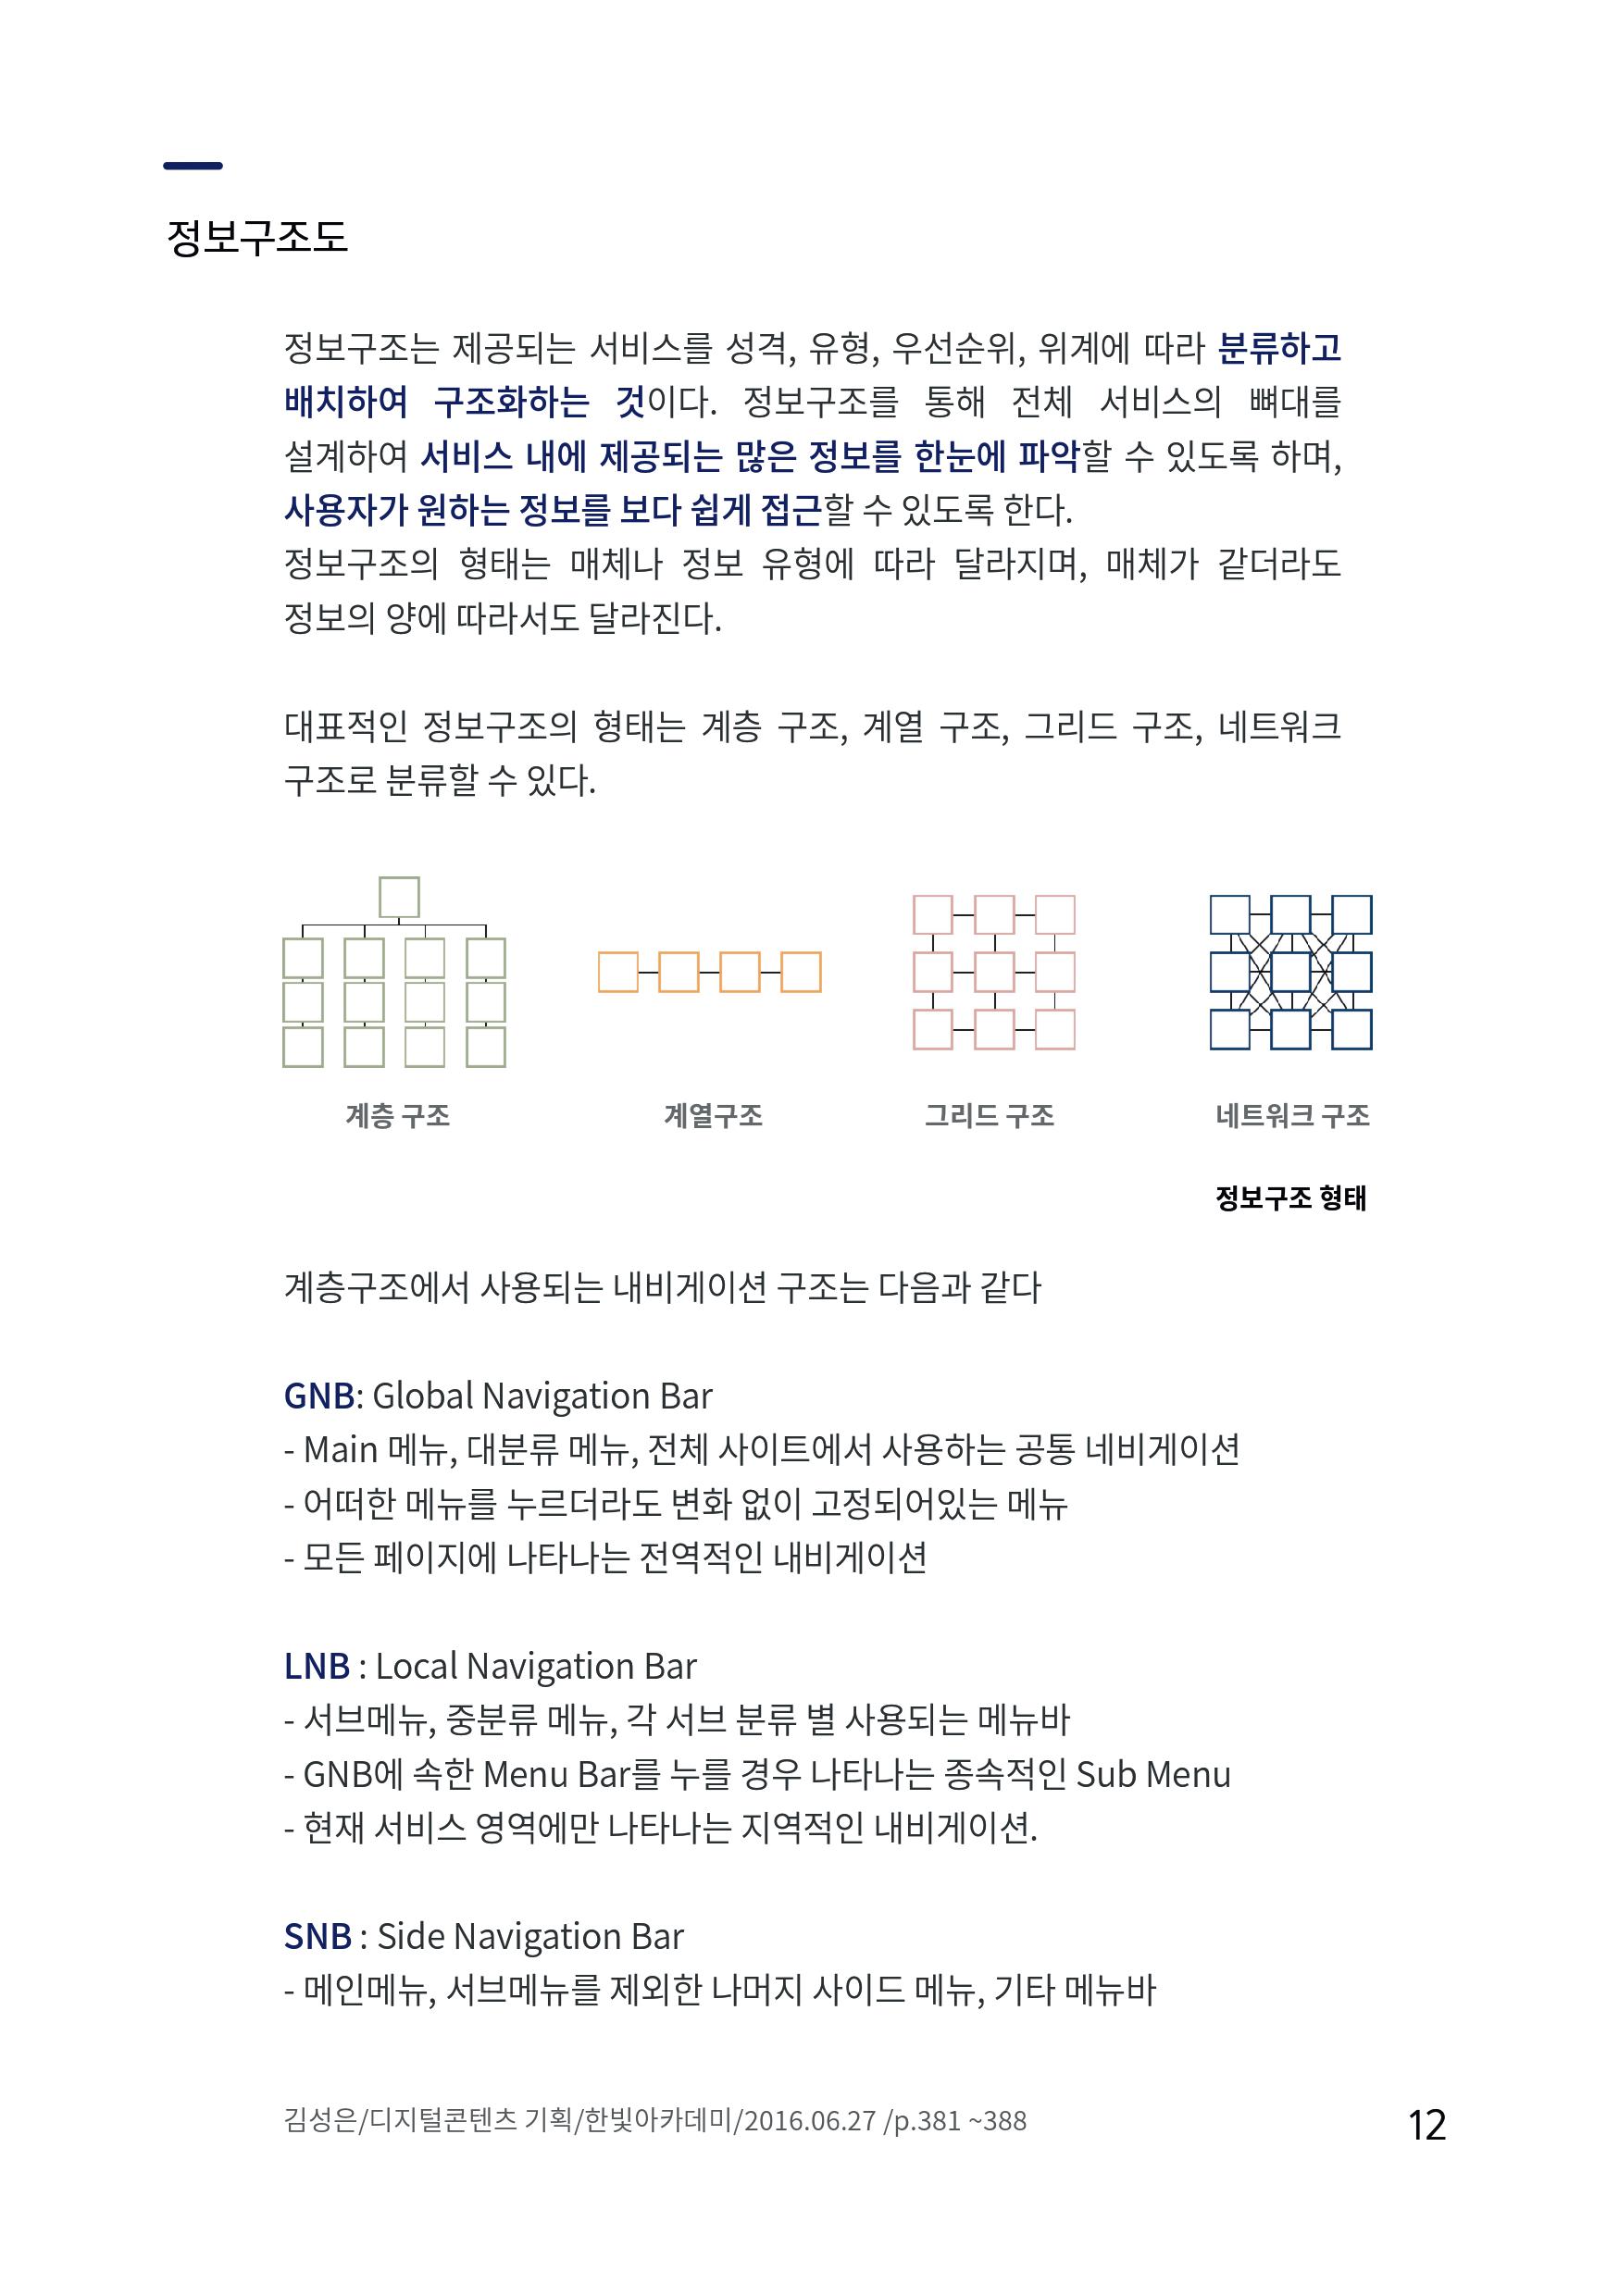 정보구조도
정보구조는 제공되는 서비스를 성격, 유형, 우선순위, 위계에 따라 분류하고
배치하여 구조화하는 것이다. 정보구조를 통해 전체 서비스의 뼈대를
설계하여 서비스 내에 제공되는 많은 정보를 한눈에 파악할 수 있도록 하며,
사용자가 원하는 정보를 보다 쉽게 접근할 수 있도록 한다.
정보구조의 형태는 매체나 정보 유형에 따라 달라지며, 매체가 같더라도
정보의 양에 따라서도 달라진다.
대표적인 정보구조의 형태는 계층 구조, 계열 구조, 그리드 구조, 네트워크
구조로 분류할 수 있다.
계층 구조
계열구조
그리드 구조
네트워크 구조
정보구조 형태
계층구조에서 사용되는 내비게이션 구조는 다음과 같다
GNB: Global Navigation Bar
- Main 메뉴, 대분류 메뉴, 전체 사이트에서 사용하는 공통 네비게이션
- 어떠한 메뉴를 누르더라도 변화 없이 고정되어있는 메뉴
- 모든 페이지에 나타나는 전역적인 내비게이션
LNB : Local Navigation Bar
- 서브메뉴, 중분류 메뉴, 각 서브 분류 별 사용되는 메뉴바
- GNB에 속한 Menu Bar를 누를 경우 나타나는 종속적인 Sub Menu
- 현재 서비스 영역에만 나타나는 지역적인 내비게이션.
SNB : Side Navigation Bar
- 메인메뉴, 서브메뉴를 제외한 나머지 사이드 메뉴, 기타 메뉴바
김성은/디지털콘텐츠 기획/한빛아카데미/2016.06.27 /p.381 ~388
12